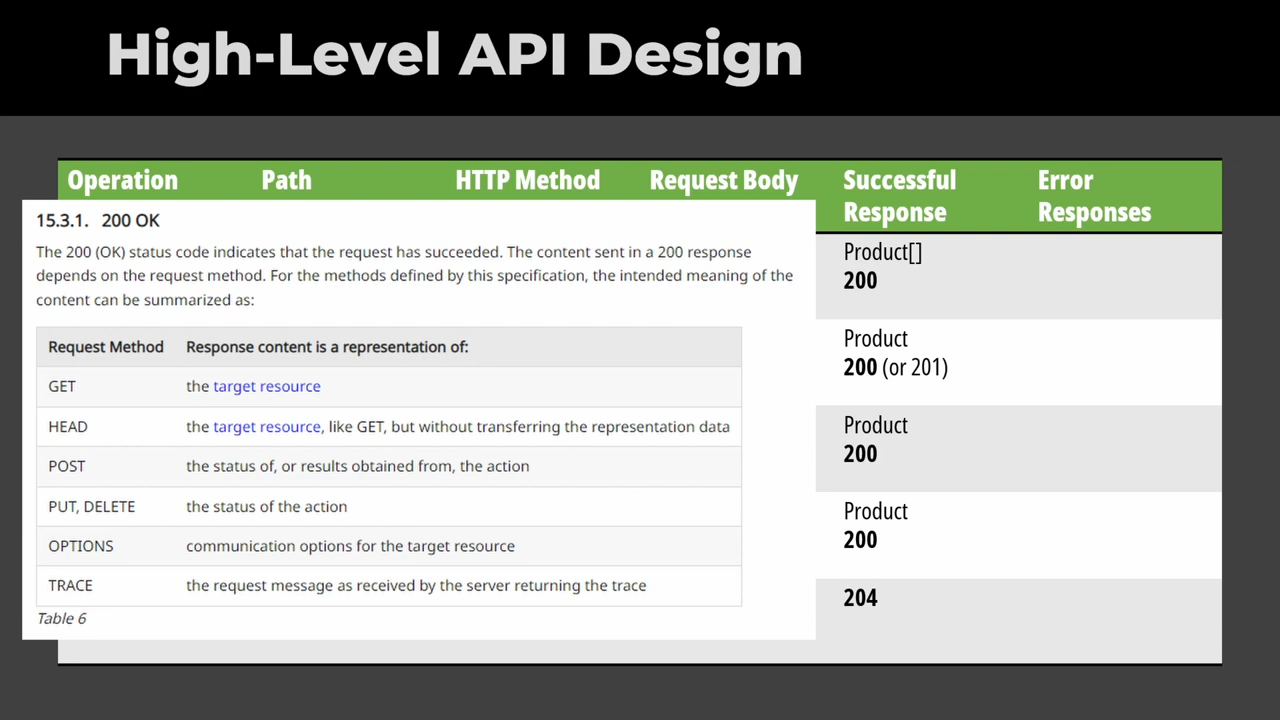 High-Level API Design
Operation Path HTTP Method Request Body Successful Response Error Responses
15.3.1. 200 OK
The 200 (OK) status code indicates that the request has succeeded. The content sent in a 200 response
depends on the request method. For the methods defined by this specification, the intended meaning of the
content can be summarized as:
Request Method Response content is a representation of:
GET the target resource
HEAD the target resource, like GET, but without transferring the representation data
POST the status of, or results obtained from, the action
PUT, DELETE the status of the action
OPTIONS communication options for the target resource
TRACE the request message as received by the server returning the trace
Table 6
Product[]
200
Product
200 (or 201)
Product
200
Product
200
204